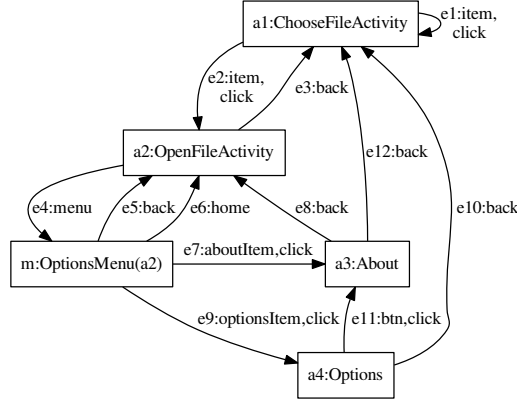 a1:ChooseFileActivity
e1:item,
click
e2:item,
click
e3:back
a2:OpenFileActivity
e12:back
e4:menu
e5:back
e6:home
e8:back
e10:back
e7:aboutItem,click
m:OptionsMenu(a2)
a3:About
e9:optionsItem,click
e11:btn,click
a4:Options